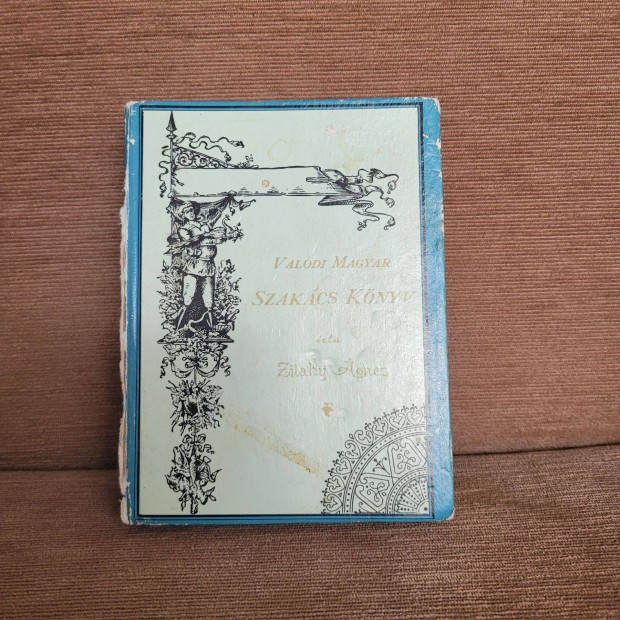 VALÓDI MAGYAR
SZAKÁCS KÖNYV
írta
Zilahy Ágnes